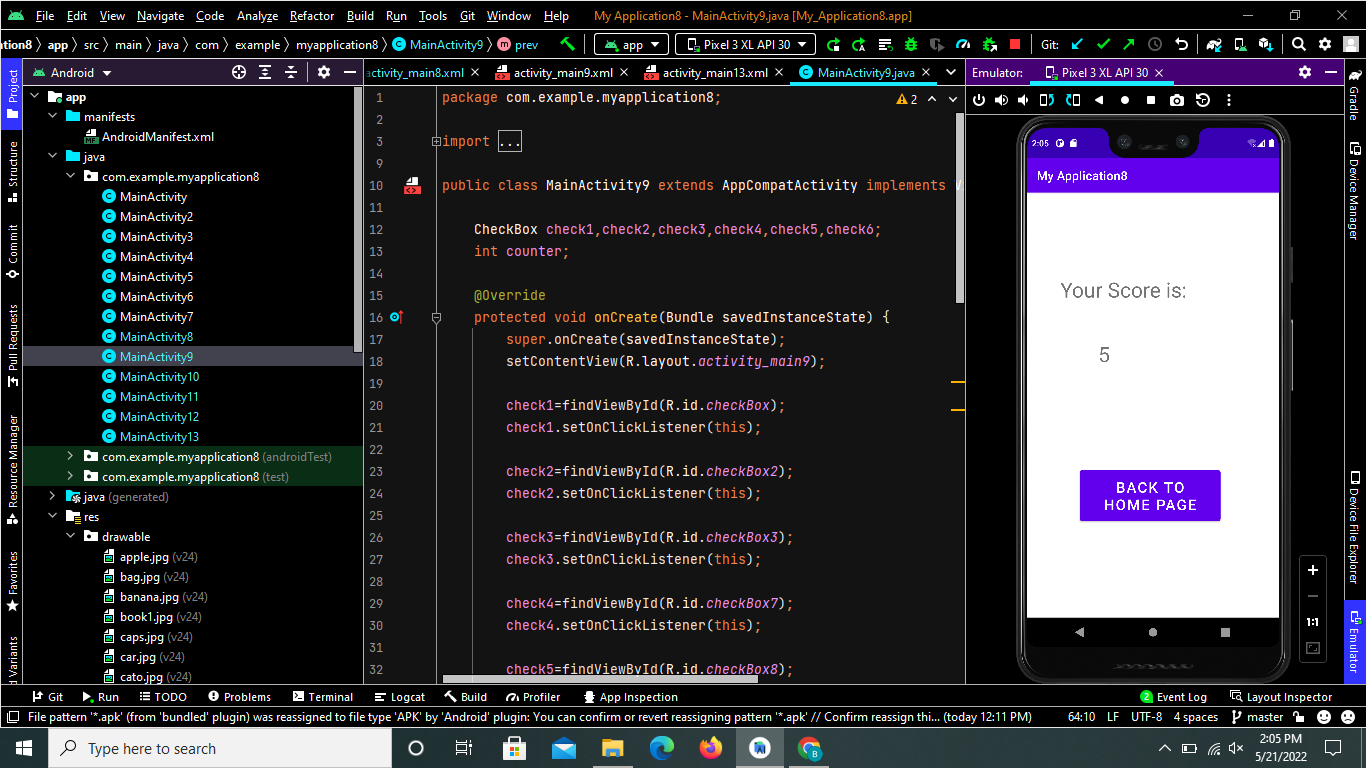 File Edit View Navigate Code Analyze Refactor Build Run Tools Git Window Help My Application8 - MainActivity9.java [My_Application8.app]
ation8 app src main java com example myapplication8 MainActivity9 prev app Pixel 3 XL API 30 Git:
Android
activity_main8.xml activity_main9.xml activity_main13.xml MainActivity9.java
Emulator: Pixel 3 XL API 30
Project
Structure
Commit
Pull Requests
Resource Manager
Favorites
Variants
app
manifests
AndroidManifest.xml
java
com.example.myapplication8
MainActivity
MainActivity2
MainActivity3
MainActivity4
MainActivity5
MainActivity6
MainActivity7
MainActivity8
MainActivity9
MainActivity10
MainActivity11
MainActivity12
MainActivity13
com.example.myapplication8 (androidTest)
com.example.myapplication8 (test)
java (generated)
res
drawable
apple.jpg (v24)
bag.jpg (v24)
banana.jpg (v24)
book1.jpg (v24)
caps.jpg (v24)
car.jpg (v24)
cato.jpg (v24)
2
1 package com.example.myapplication8;
2
3 import ...
9
10 public class MainActivity9 extends AppCompatActivity implements V
11
12 CheckBox check1,check2,check3,check4,check5,check6;
13 int counter;
14
15 @Override
16 protected void onCreate(Bundle savedInstanceState) {
17 super.onCreate(savedInstanceState);
18 setContentView(R.layout.activity_main9);
19
20 check1=findViewById(R.id.checkBox);
21 check1.setOnClickListener(this);
22
23 check2=findViewById(R.id.checkBox2);
24 check2.setOnClickListener(this);
25
26 check3=findViewById(R.id.checkBox3);
27 check3.setOnClickListener(this);
28
29 check4=findViewById(R.id.checkBox7);
30 check4.setOnClickListener(this);
31
32 check5=findViewById(R.id.checkBox8);
2:05
My Application8
Your Score is:
5
BACK TO
HOME PAGE
1:1
Gradle
Device Manager
Device File Explorer
Emulator
Git Run TODO Problems Terminal Logcat Build Profiler App Inspection 2 Event Log Layout Inspector
File pattern '*.apk' (from 'bundled' plugin) was reassigned to file type 'APK' by 'Android' plugin: You can confirm or revert reassigning pattern '*.apk' // Confirm reassign thi... (today 12:11 PM) 64:10 LF UTF-8 4 spaces master
Type here to search
B
2:05 PM
5/21/2022